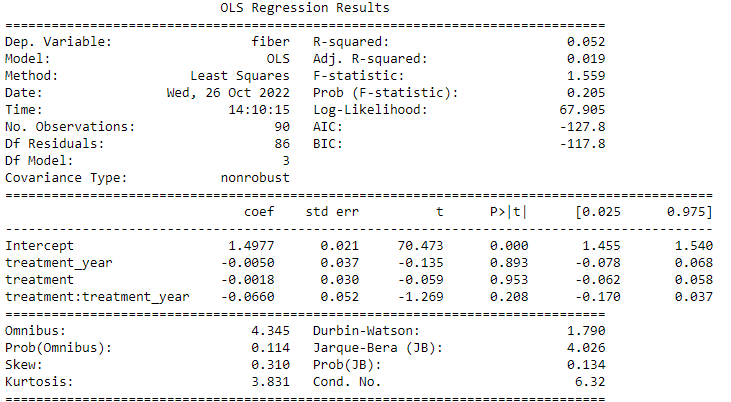 OLS Regression Results
==============================================================================
Dep. Variable:                  fiber   R-squared:                       0.052
Model:                            OLS   Adj. R-squared:                  0.019
Method:                 Least Squares   F-statistic:                     1.559
Date:                Wed, 26 Oct 2022   Prob (F-statistic):              0.205
Time:                        14:10:15   Log-Likelihood:                 67.905
No. Observations:                  90   AIC:                            -127.8
Df Residuals:                      86   BIC:                            -117.8
Df Model:                           3
Covariance Type:            nonrobust
============================================================================================
                               coef    std err          t      P>|t|      [0.025      0.975]
--------------------------------------------------------------------------------------------
Intercept                    1.4977      0.021     70.473      0.000       1.455       1.540
treatment_year              -0.0050      0.037     -0.135      0.893      -0.078       0.068
treatment                   -0.0018      0.030     -0.059      0.953      -0.062       0.058
treatment:treatment_year    -0.0660      0.052     -1.269      0.208      -0.170       0.037
==============================================================================
Omnibus:                        4.345   Durbin-Watson:                   1.790
Prob(Omnibus):                  0.114   Jarque-Bera (JB):                4.026
Skew:                           0.310   Prob(JB):                        0.134
Kurtosis:                       3.831   Cond. No.                         6.32
==============================================================================